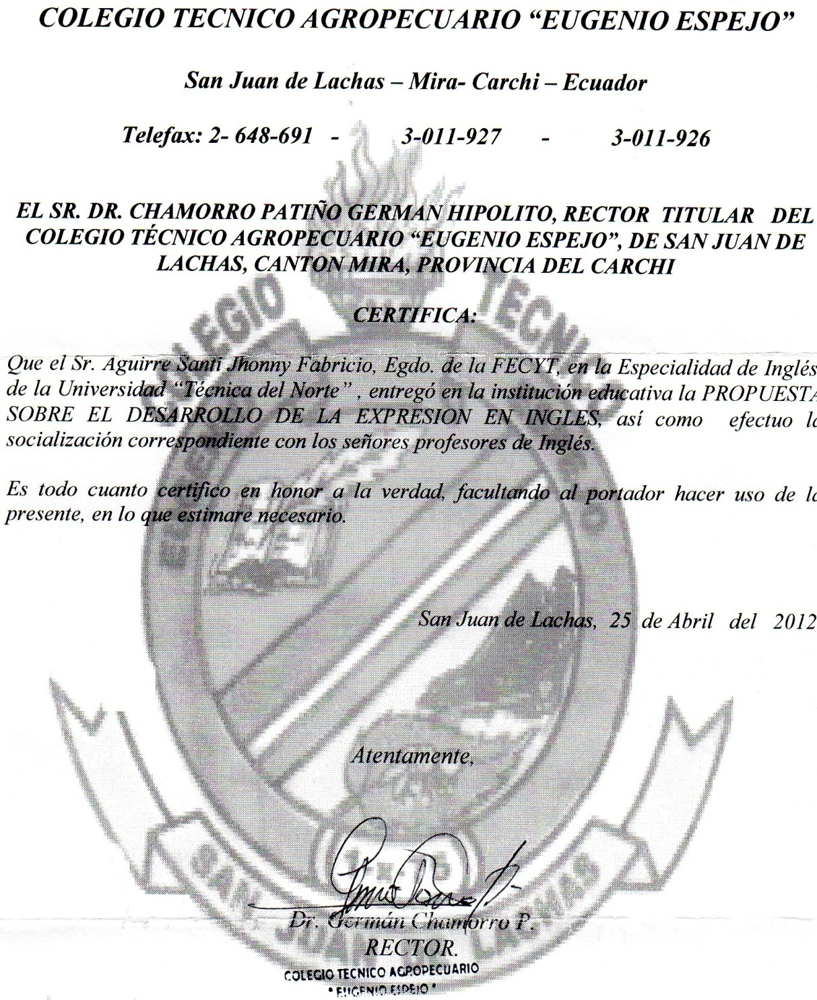 COLEGIO TECNICO AGROPECUARIO “EUGENIO ESPEJO”
San Juan de Lachas – Mira- Carchi – Ecuador
Telefax: 2- 648-691 - 3-011-927 - 3-011-926
EL SR. DR. CHAMORRO PATIÑO GERMAN HIPOLITO, RECTOR TITULAR DEL
COLEGIO TÉCNICO AGROPECUARIO “EUGENIO ESPEJO”, DE SAN JUAN DE
LACHAS, CANTON MIRA, PROVINCIA DEL CARCHI
COLEGIO TECNICO
CERTIFICA:
Que el Sr. Aguirre Santi Jhonny Fabricio, Egdo. de la FECYT, en la Especialidad de Inglés
de la Universidad “Técnica del Norte” , entregó en la institución educativa la PROPUESTA
SOBRE EL DESARROLLO DE LA EXPRESION EN INGLES, así como efectuo la
socialización correspondiente con los señores profesores de Inglés.
Es todo cuanto certifico en honor a la verdad, facultando al portador hacer uso de la
presente, en lo que estimare necesario.
San Juan de Lachas, 25 de Abril del 2012
Atentamente,
Dr. Germán Chamorro P.
RECTOR.
COLEGIO TECNICO AGROPECUARIO
" EUGENIO ESPEJO "
SAN JUAN DE LACHAS